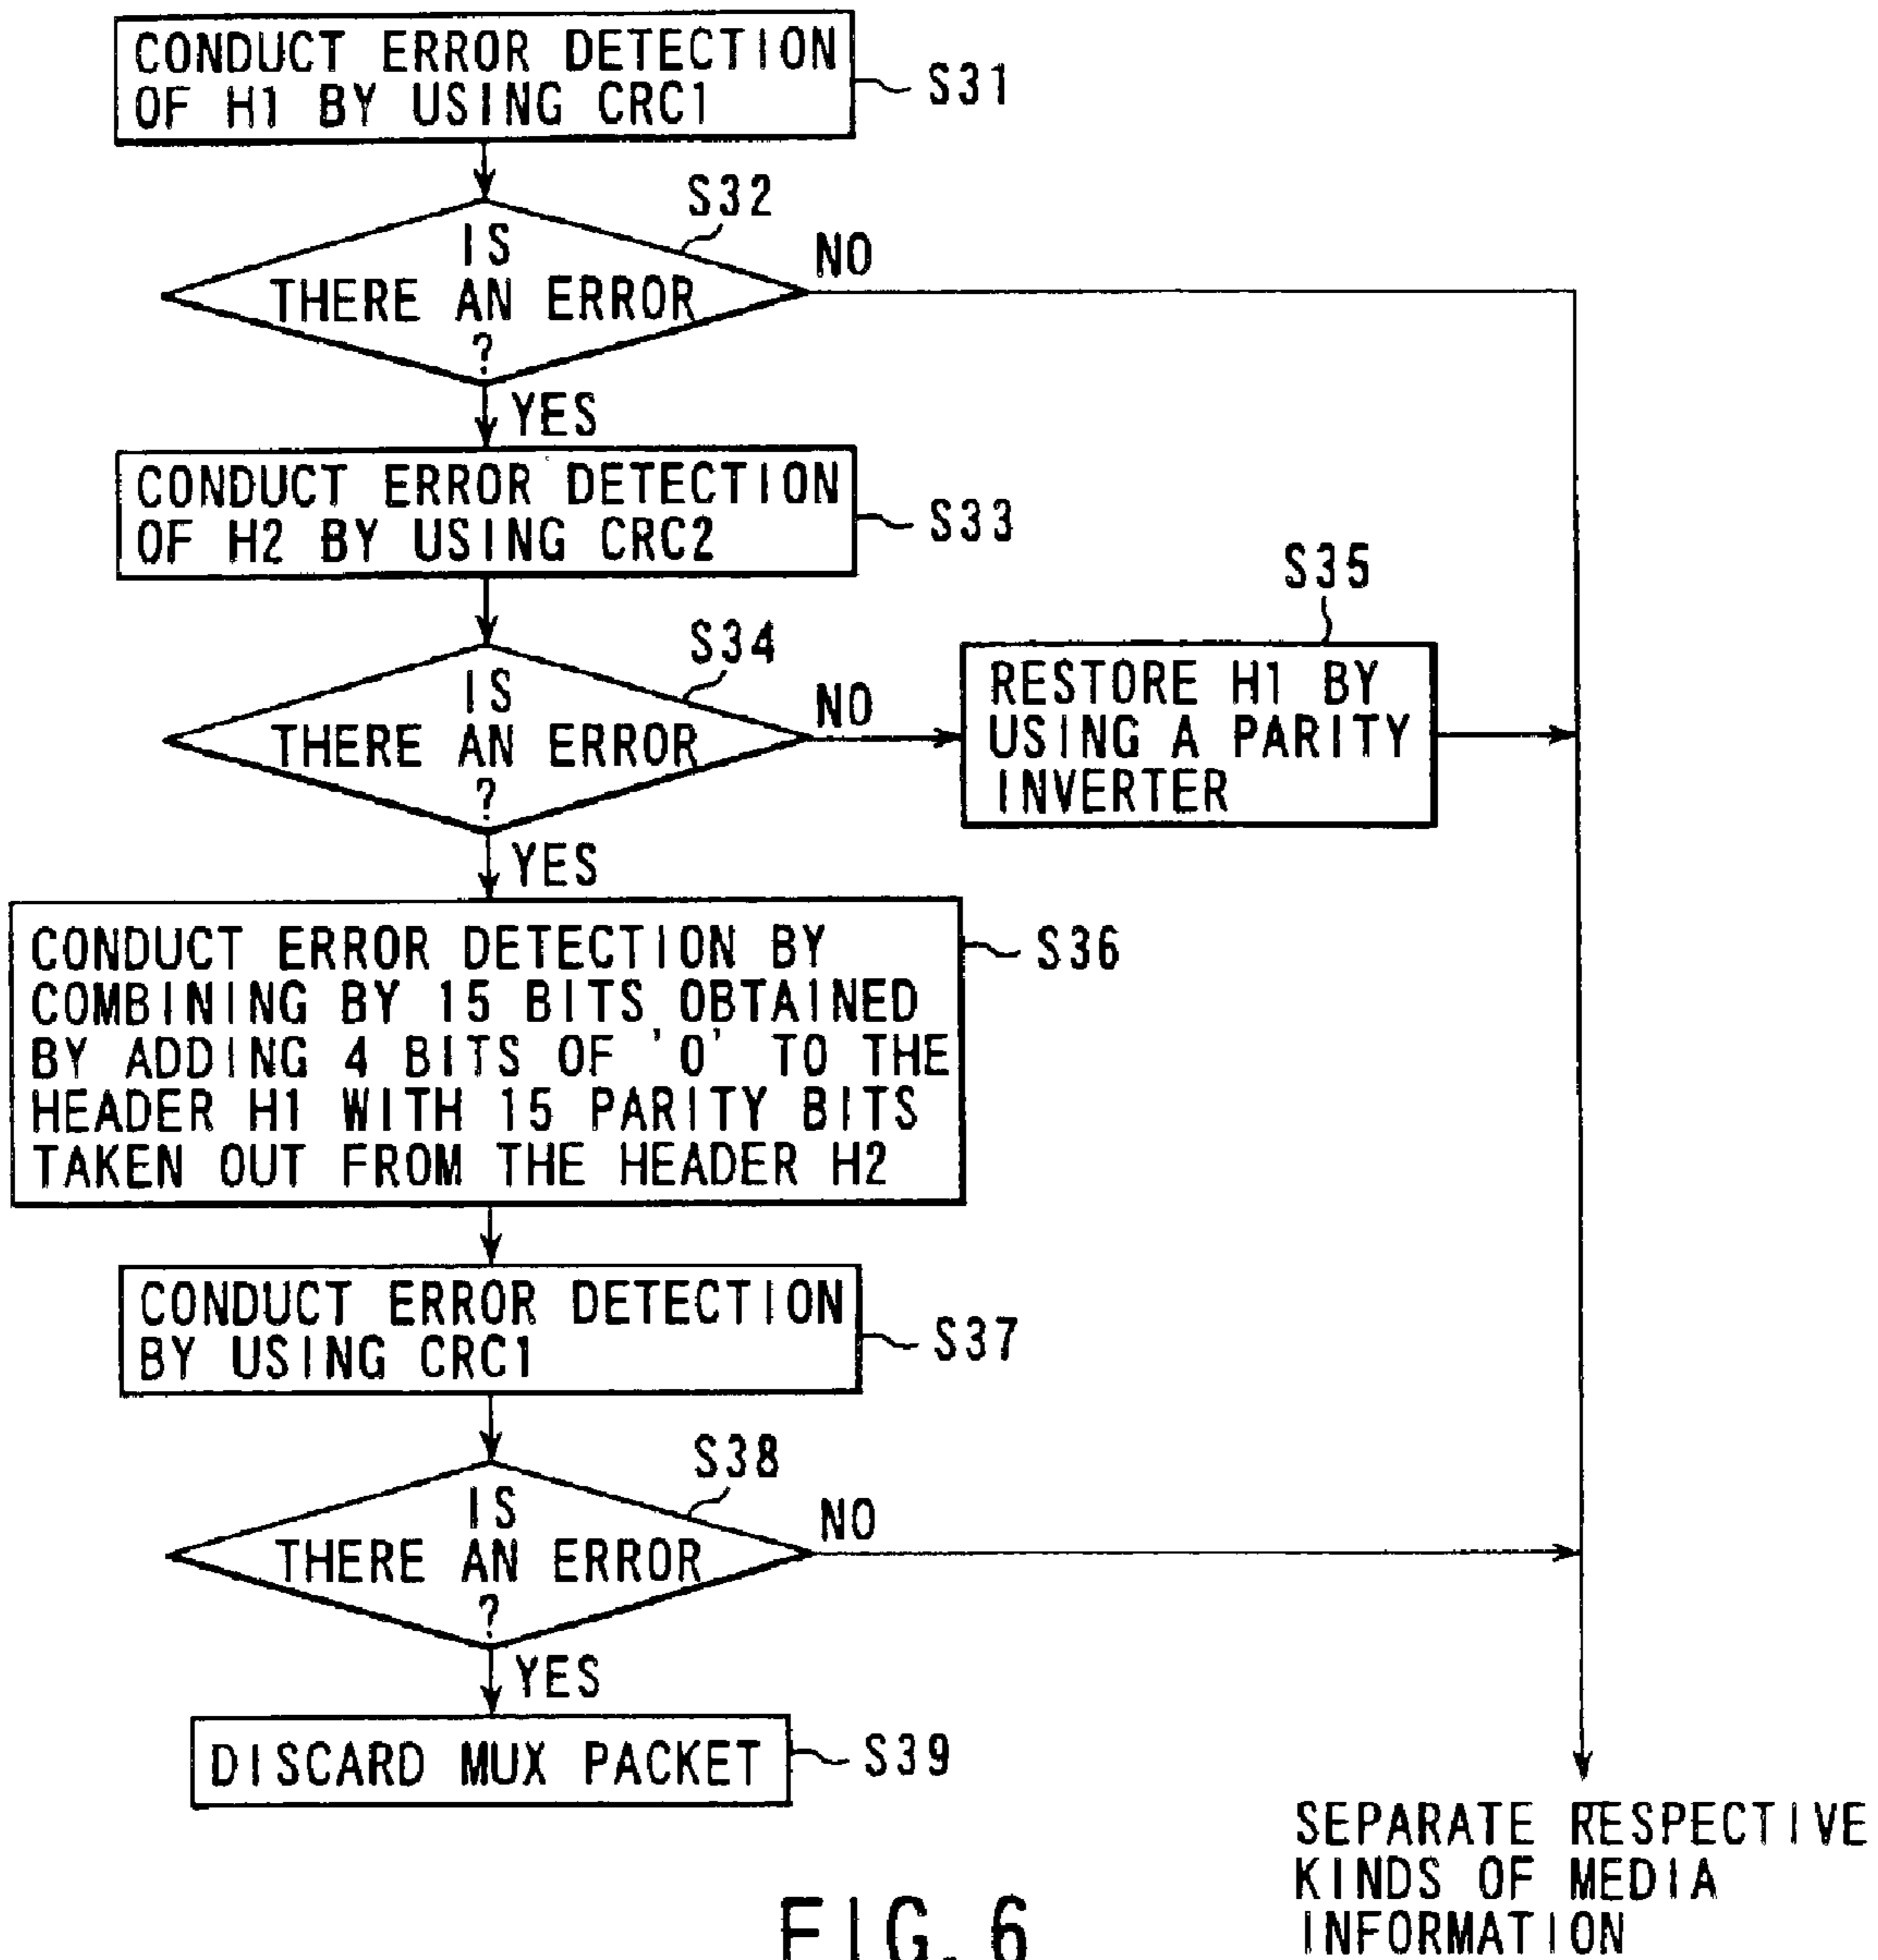 CONDUCT ERROR DETECTION
OF H1 BY USING CRC1
S31
S32
IS
THERE AN ERROR
?
NO
YES
CONDUCT ERROR DETECTION
OF H2 BY USING CRC2
S33
S34
IS
THERE AN ERROR
?
NO
S35
RESTORE H1 BY
USING A PARITY
INVERTER
YES
CONDUCT ERROR DETECTION BY
COMBINING BY 15 BITS OBTAINED
BY ADDING 4 BITS OF '0' TO THE
HEADER H1 WITH 15 PARITY BITS
TAKEN OUT FROM THE HEADER H2
S36
CONDUCT ERROR DETECTION
BY USING CRC1
S37
S38
IS
THERE AN ERROR
?
NO
YES
DISCARD MUX PACKET
S39
SEPARATE RESPECTIVE
KINDS OF MEDIA
INFORMATION
FIG. 6